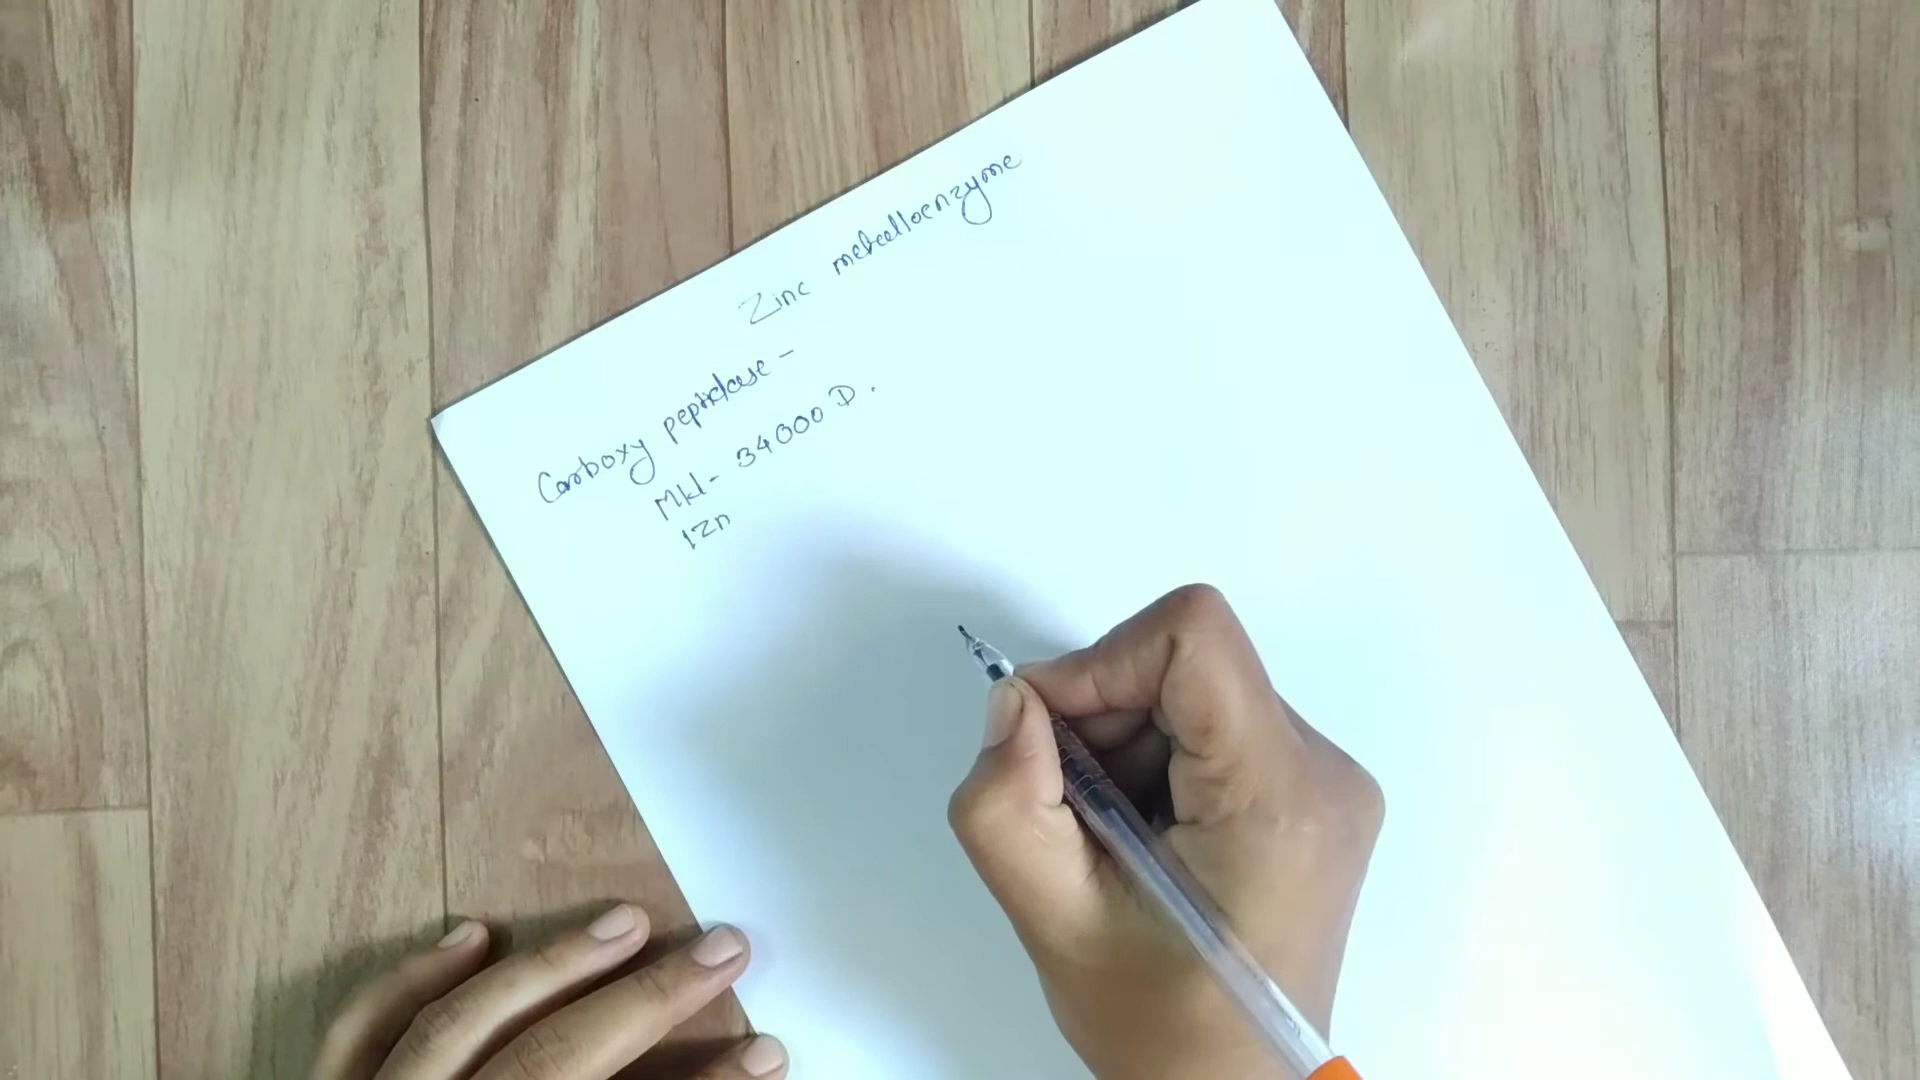 Zinc metalloenzyme
Carboxy peptidase -
MW- 34000 D.
1Zn